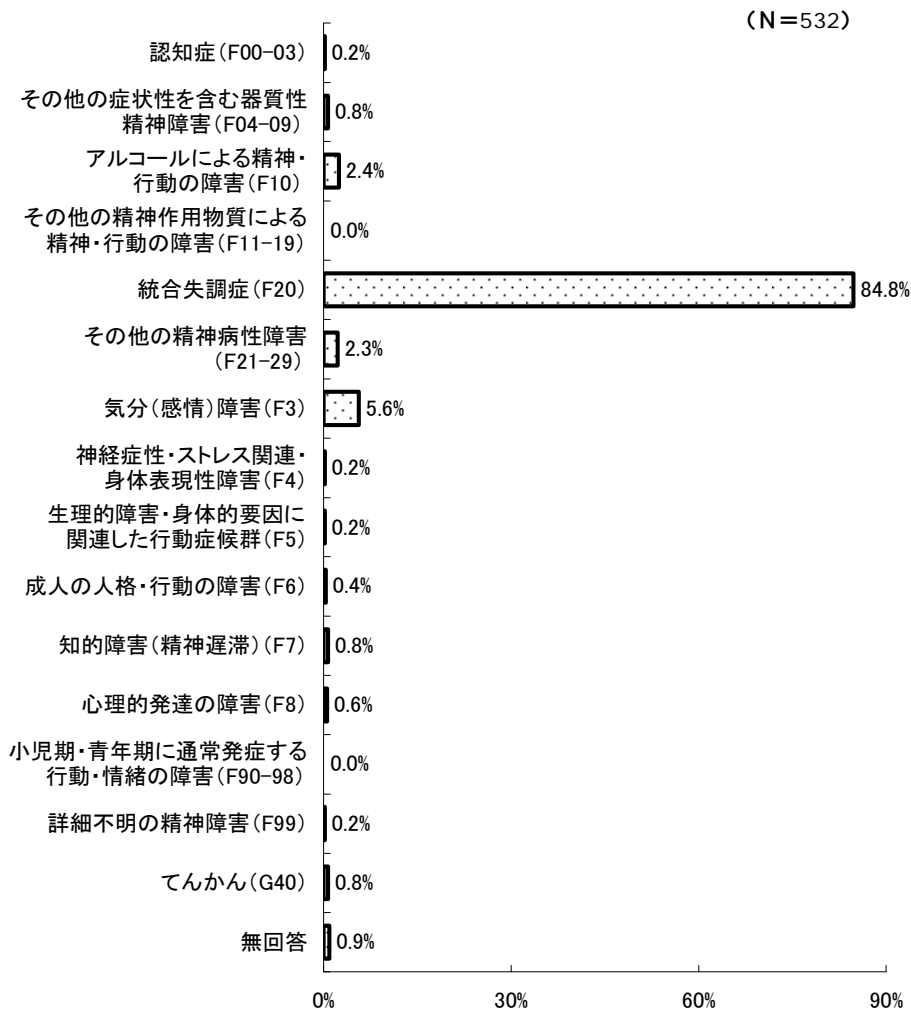 （N＝532）
認知症（F00-03）
0.2%
その他の症状性を含む器質性
精神障害（F04-09）
0.8%
アルコールによる精神・
行動の障害（F10）
2.4%
その他の精神作用物質による
精神・行動の障害（F11-19）
0.0%
統合失調症（F20）
84.8%
その他の精神病性障害
（F21-29）
2.3%
気分（感情）障害（F3）
5.6%
神経症性・ストレス関連・
身体表現性障害（F4）
0.2%
生理的障害・身体的要因に
関連した行動症候群（F5）
0.2%
成人の人格・行動の障害（F6）
0.4%
知的障害（精神遅滞）（F7）
0.8%
心理的発達の障害（F8）
0.6%
小児期・青年期に通常発症する
行動・情緒の障害（F90-98）
0.0%
詳細不明の精神障害（F99）
0.2%
てんかん（G40）
0.8%
無回答
0.9%
0% 30% 60% 90%